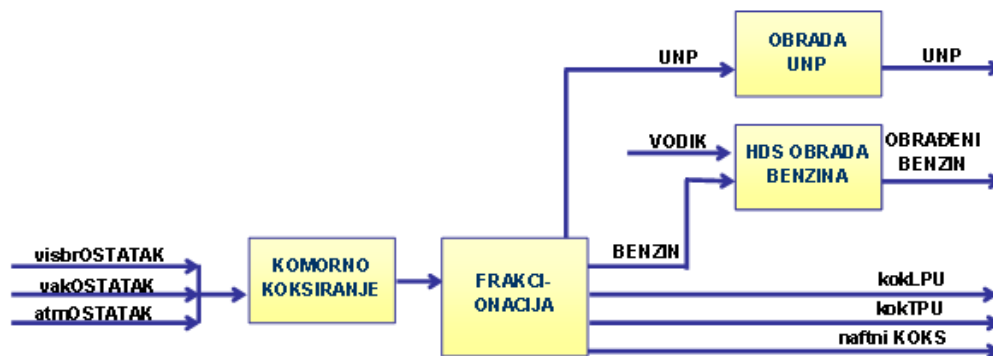 OBRADA
UNP
UNP
UNP
VODIK
HDS OBRADA
BENZINA
OBRAĐENI
BENZIN
visbrOSTATAK
vakOSTATAK
atmOSTATAK
KOMORNO
KOKSIRANJE
FRAKCI-
ONACIJA
BENZIN
kokLPU
kokTPU
naftni KOKS